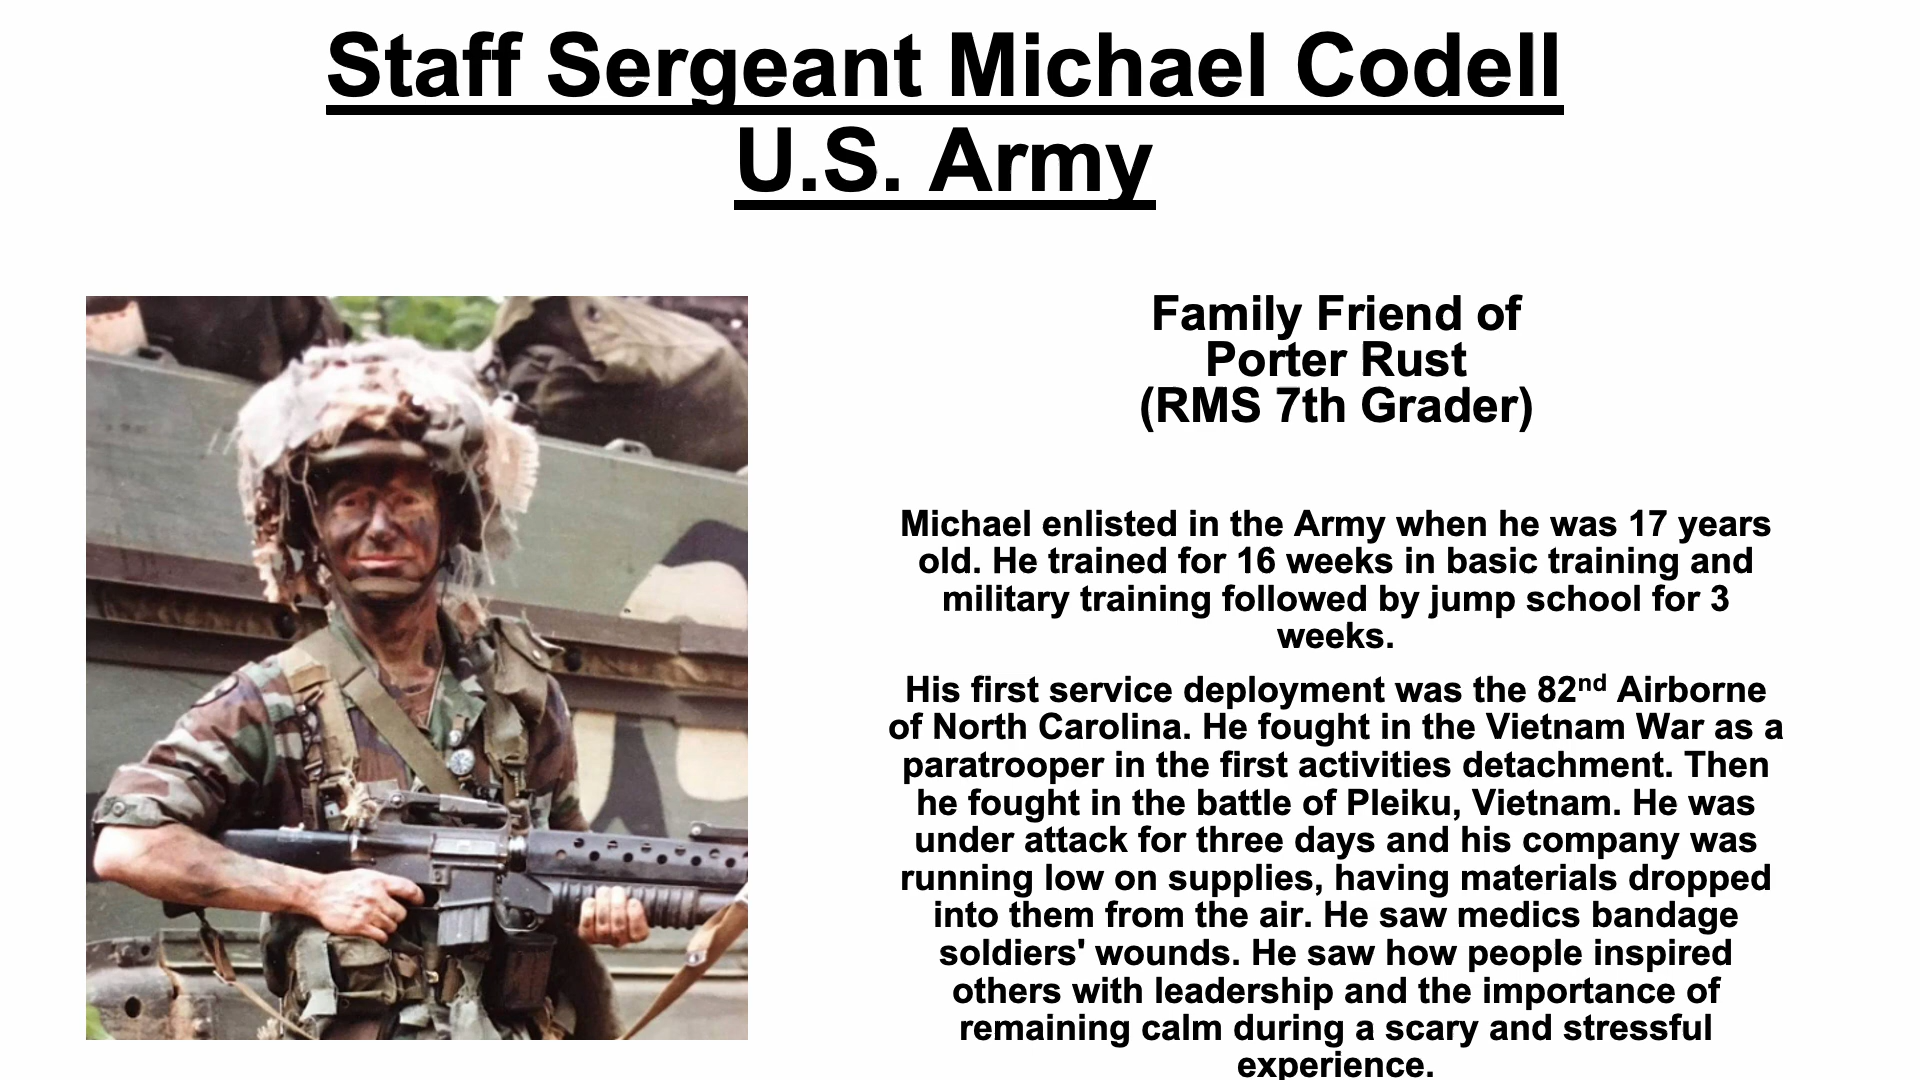 Staff Sergeant Michael Codell
U.S. Army
Family Friend of
Porter Rust
(RMS 7th Grader)
Michael enlisted in the Army when he was 17 years
old. He trained for 16 weeks in basic training and
military training followed by jump school for 3
weeks.
His first service deployment was the 82nd Airborne
of North Carolina. He fought in the Vietnam War as a
paratrooper in the first activities detachment. Then
he fought in the battle of Pleiku, Vietnam. He was
under attack for three days and his company was
running low on supplies, having materials dropped
into them from the air. He saw medics bandage
soldiers' wounds. He saw how people inspired
others with leadership and the importance of
remaining calm during a scary and stressful
experience.